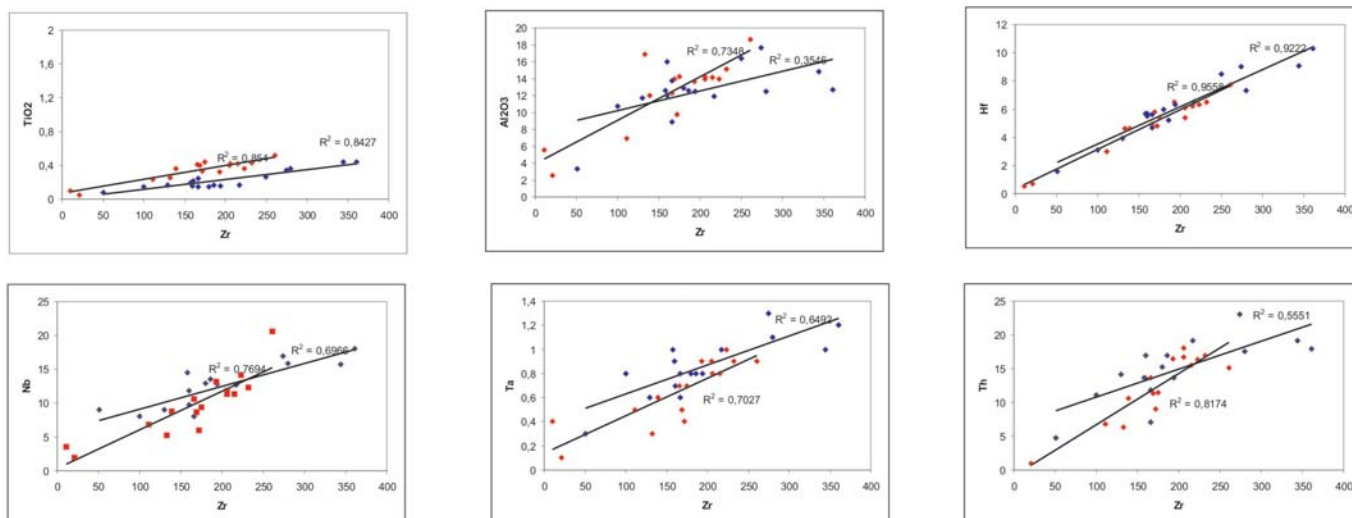 2
1,6
1,2
TiO2
0,8
0,4
0
R² = 0,854
R² = 0,8427
0 50 100 150 200 250 300 350 400
Zr
20
18
16
14
12
Al2O3
10
8
6
4
2
0
R² = 0,7348
R² = 0,3546
0 50 100 150 200 250 300 350 400
Zr
12
10
8
Hf
6
4
2
0
R² = 0,9222
R² = 0,9558
0 50 100 150 200 250 300 350 400
Zr
25
20
15
Nb
10
5
0
R² = 0,6966
R² = 0,7694
0 50 100 150 200 250 300 350 400
Zr
1,4
1,2
1
0,8
Ta
0,6
0,4
0,2
0
R² = 0,6492
R² = 0,7027
0 50 100 150 200 250 300 350 400
Zr
25
20
15
Th
10
5
0
R² = 0,5551
R² = 0,8174
0 50 100 150 200 250 300 350 400
Zr